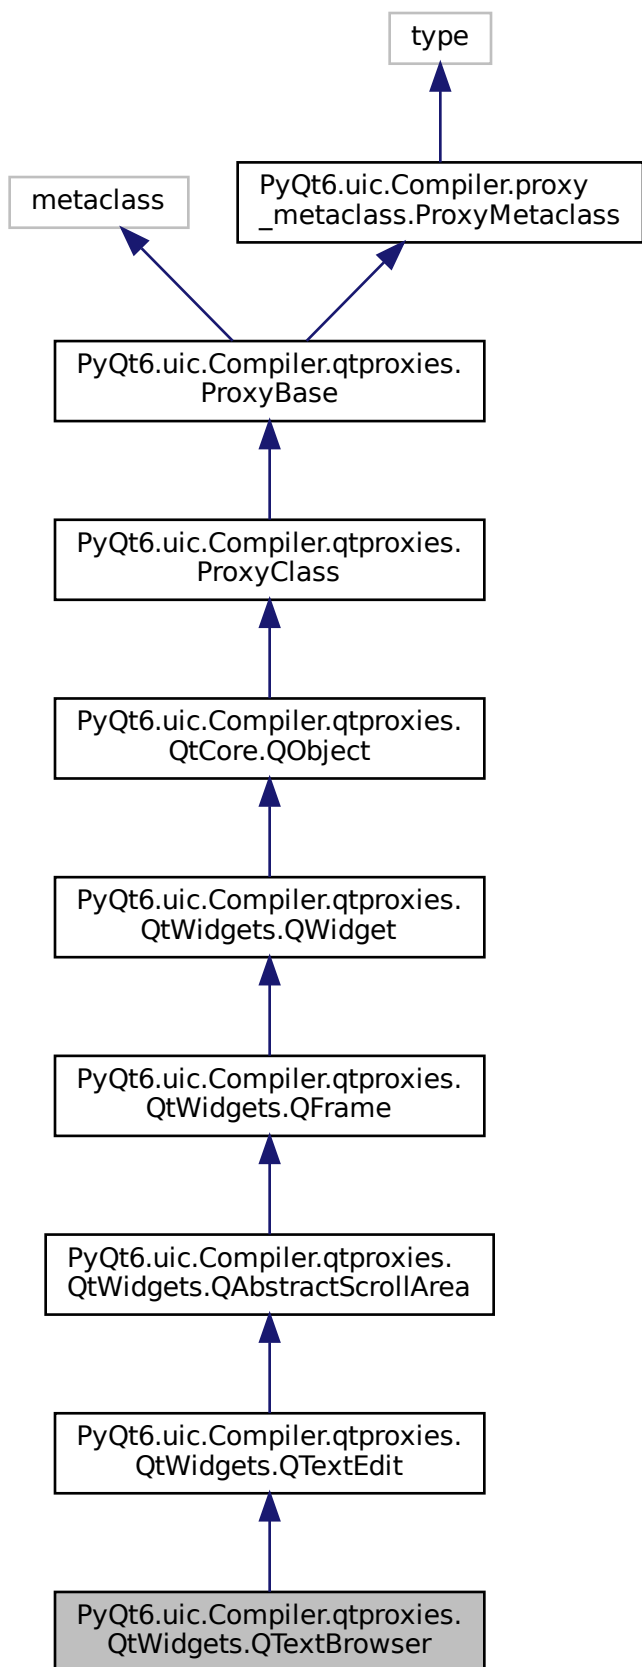 type
PyQt6.uic.Compiler.proxy
_metaclass.ProxyMetaclass
metaclass
PyQt6.uic.Compiler.qtproxies.
ProxyBase
PyQt6.uic.Compiler.qtproxies.
ProxyClass
PyQt6.uic.Compiler.qtproxies.
QtCore.QObject
PyQt6.uic.Compiler.qtproxies.
QtWidgets.QWidget
PyQt6.uic.Compiler.qtproxies.
QtWidgets.QFrame
PyQt6.uic.Compiler.qtproxies.
QtWidgets.QAbstractScrollArea
PyQt6.uic.Compiler.qtproxies.
QtWidgets.QTextEdit
PyQt6.uic.Compiler.qtproxies.
QtWidgets.QTextBrowser